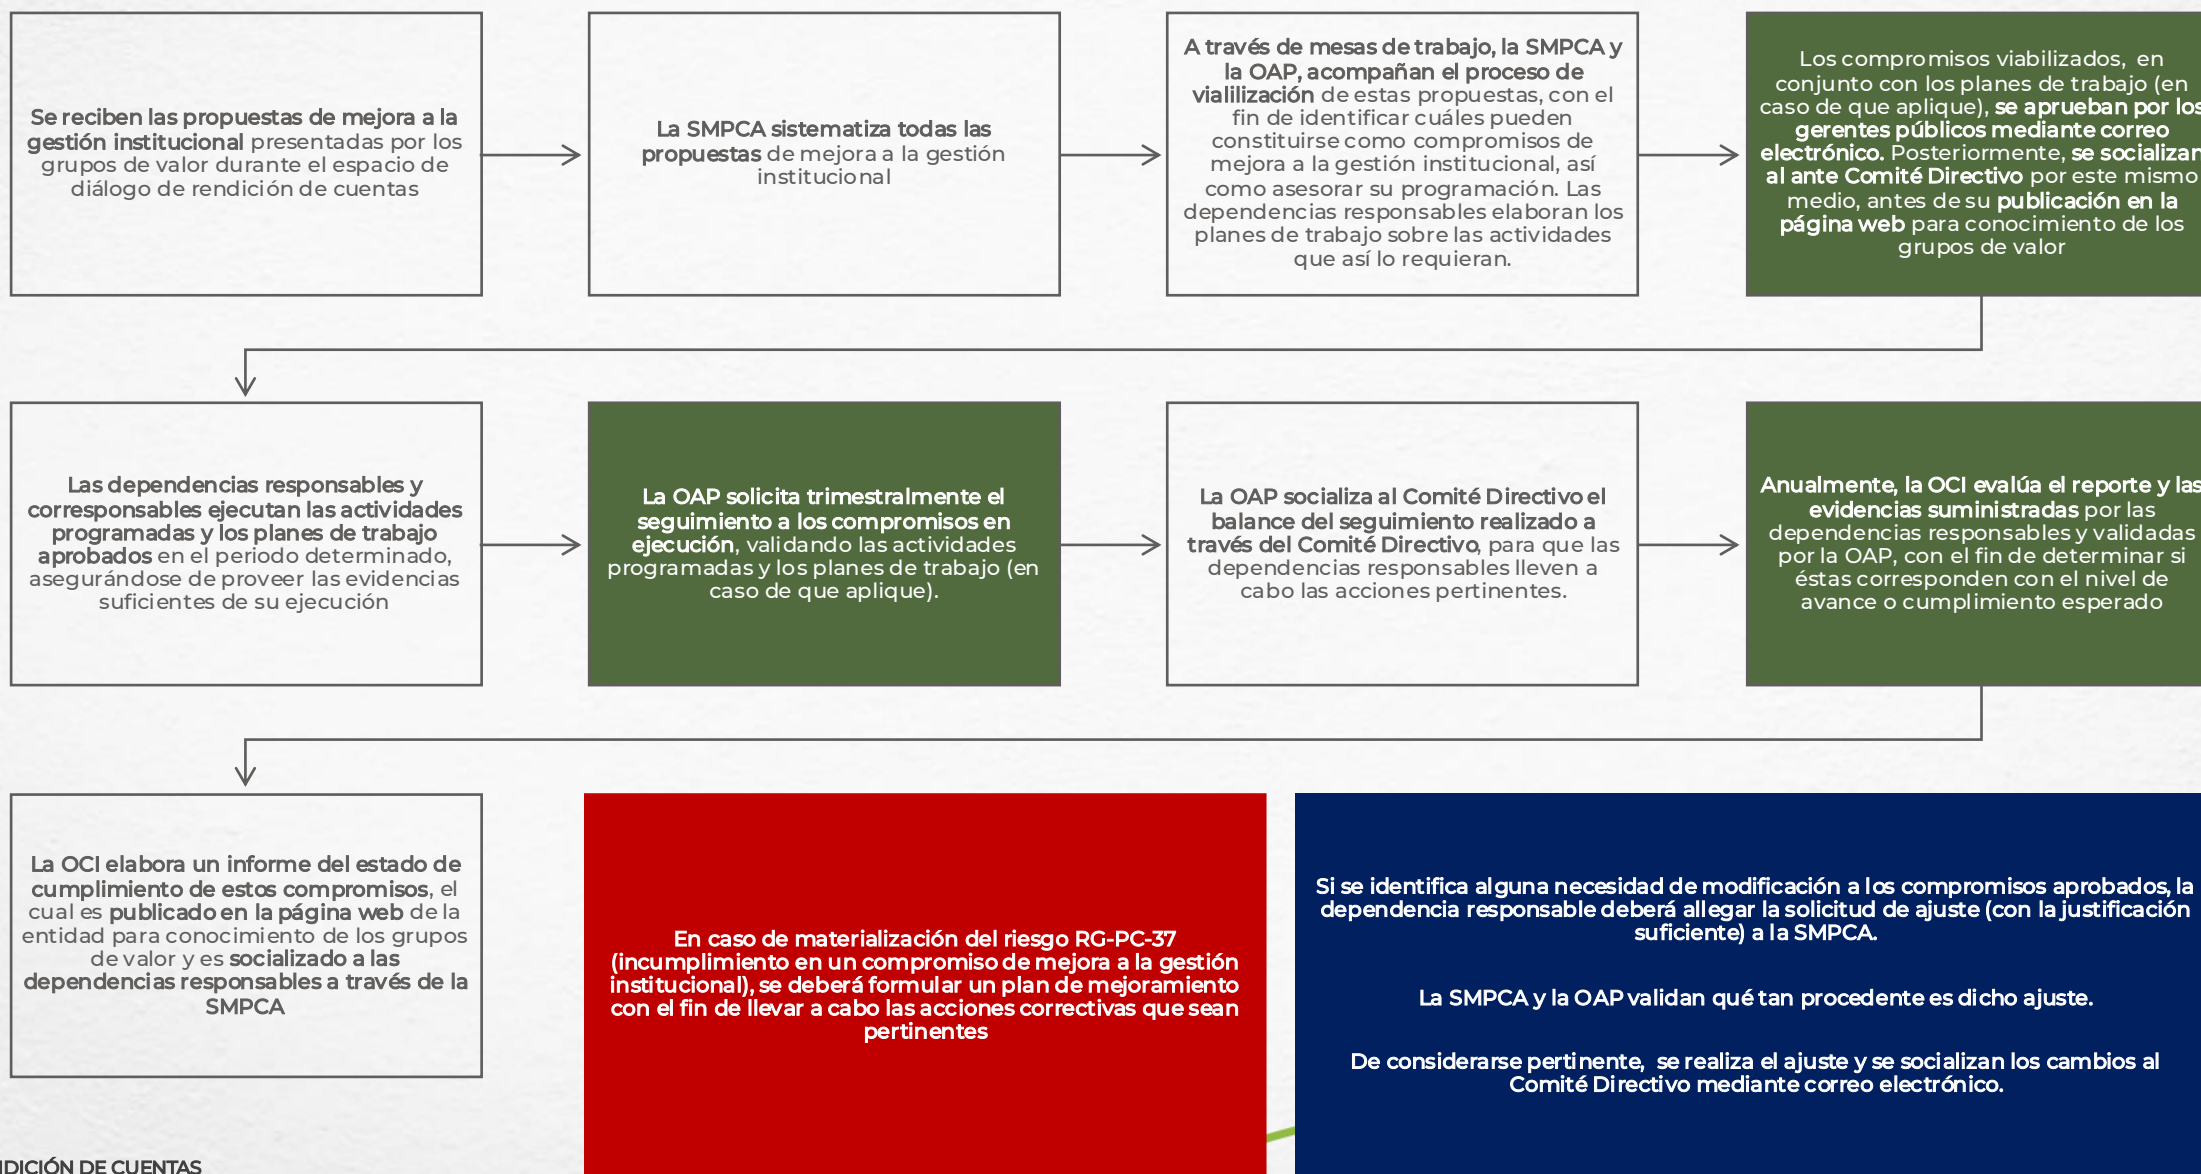 Se reciben las propuestas de mejora a la
gestión institucional presentadas por los
grupos de valor durante el espacio de
diálogo de rendición de cuentas
La SMPCA sistematiza todas las
propuestas de mejora a la gestión
institucional
A través de mesas de trabajo, la SMPCA y
la OAP, acompañan el proceso de
vialilización de estas propuestas, con el
fin de identificar cuáles pueden
constituirse como compromisos de
mejora a la gestión institucional, así
como asesorar su programación. Las
dependencias responsables elaboran los
planes de trabajo sobre las actividades
que así lo requieran.
Los compromisos viabilizados, en
conjunto con los planes de trabajo (en
caso de que aplique), se aprueban por los
gerentes públicos mediante correo
electrónico. Posteriormente, se socializan
al ante Comité Directivo por este mismo
medio, antes de su publicación en la
página web para conocimiento de los
grupos de valor
Las dependencias responsables y
corresponsables ejecutan las actividades
programadas y los planes de trabajo
aprobados en el periodo determinado,
asegurándose de proveer las evidencias
suficientes de su ejecución
La OAP solicita trimestralmente el
seguimiento a los compromisos en
ejecución, validando las actividades
programadas y los planes de trabajo (en
caso de que aplique).
La OAP socializa al Comité Directivo el
balance del seguimiento realizado a
través del Comité Directivo, para que las
dependencias responsables lleven a
cabo las acciones pertinentes.
Anualmente, la OCI evalúa el reporte y las
evidencias suministradas por las
dependencias responsables y validadas
por la OAP, con el fin de determinar si
éstas corresponden con el nivel de
avance o cumplimiento esperado
La OCI elabora un informe del estado de
cumplimiento de estos compromisos, el
cual es publicado en la página web de la
entidad para conocimiento de los grupos
de valor y es socializado a las
dependencias responsables a través de la
SMPCA
En caso de materialización del riesgo RG-PC-37
(incumplimiento en un compromiso de mejora a la gestión
institucional), se deberá formular un plan de mejoramiento
con el fin de llevar a cabo las acciones correctivas que sean
pertinentes
Si se identifica alguna necesidad de modificación a los compromisos aprobados, la
dependencia responsable deberá allegar la solicitud de ajuste (con la justificación
suficiente) a la SMPCA.
La SMPCA y la OAP validan qué tan procedente es dicho ajuste.
De considerarse pertinente, se realiza el ajuste y se socializan los cambios al
Comité Directivo mediante correo electrónico.
NDICIÓN DE CUENTAS